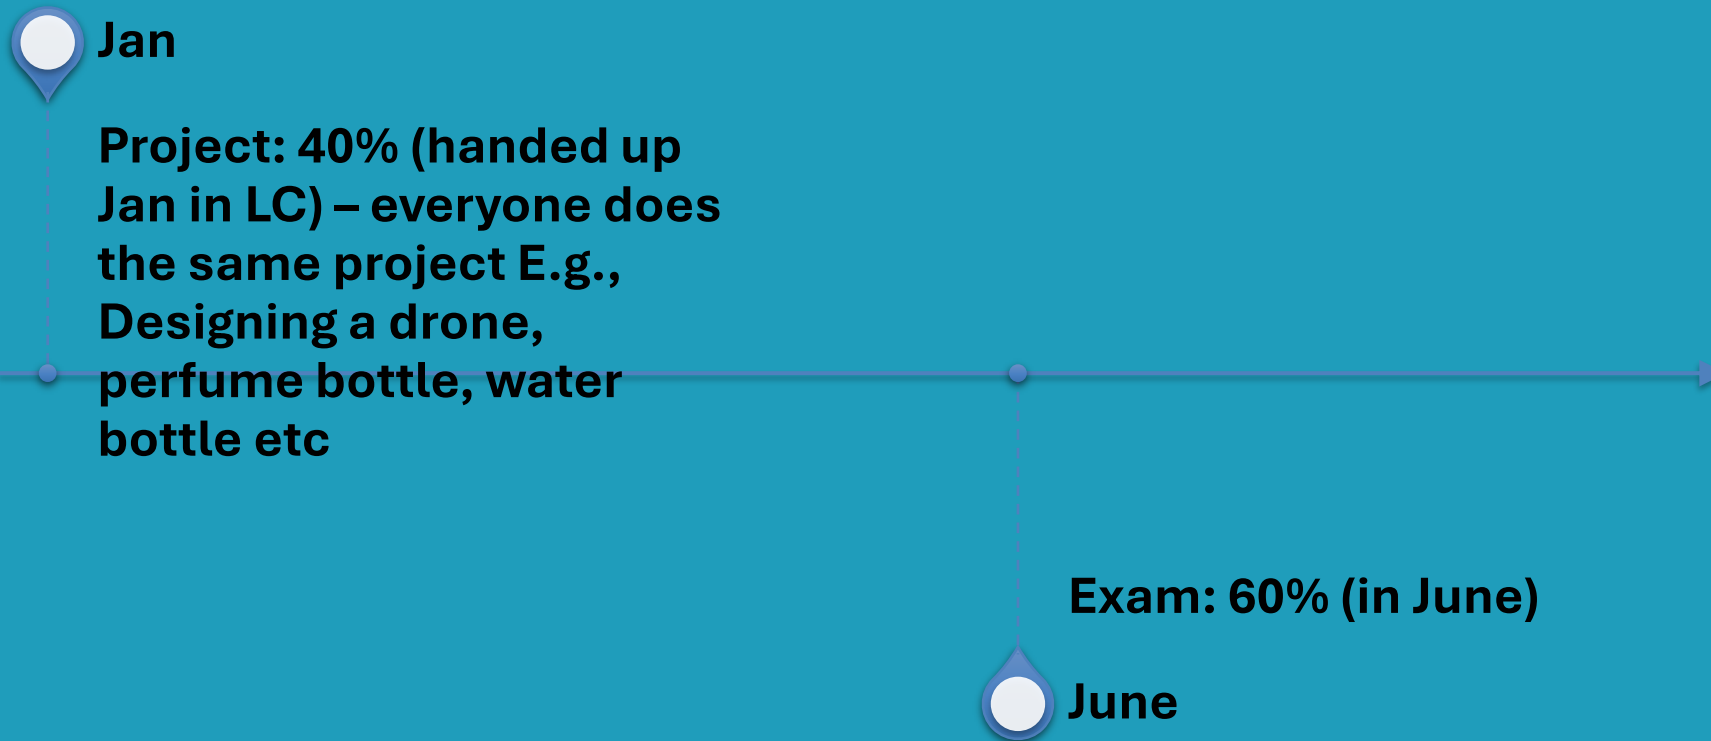 Jan
Project: 40% (handed up
Jan in LC) – everyone does
the same project E.g.,
Designing a drone,
perfume bottle, water
bottle etc
Exam: 60% (in June)
June